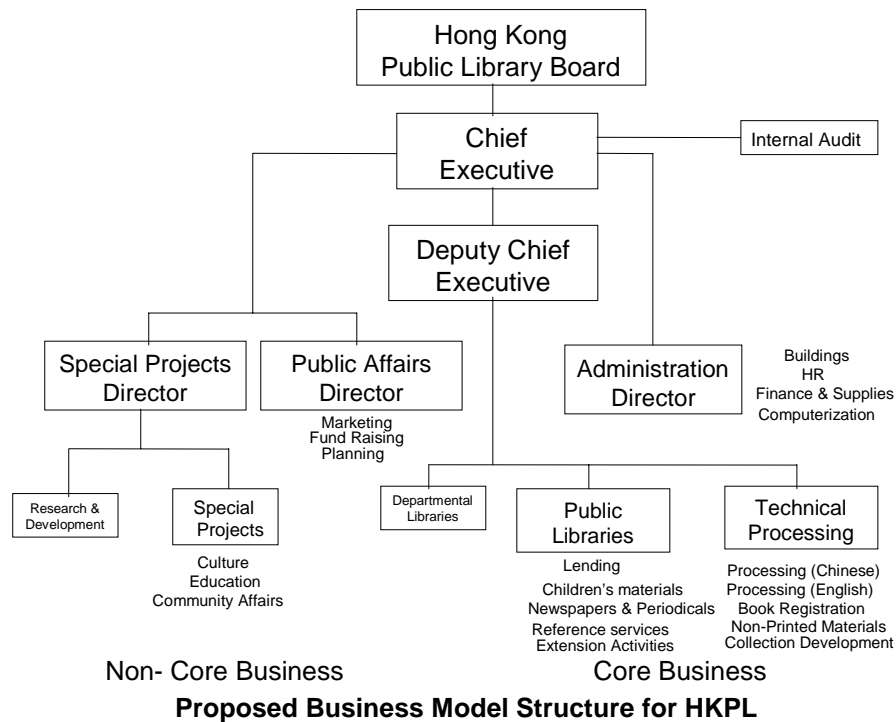 Hong Kong
Public Library Board
Chief
Executive
Internal Audit
Deputy Chief
Executive
Special Projects
Director
Public Affairs
Director
Marketing
Fund Raising
Planning
Administration
Director
Buildings
HR
Finance & Supplies
Computerization
Research &
Development
Special
Projects
Culture
Education
Community Affairs
Departmental
Libraries
Public
Libraries
Lending
Children's materials
Newspapers & Periodicals
Reference services
Extension Activities
Technical
Processing
Processing (Chinese)
Processing (English)
Book Registration
Non-Printed Materials
Collection Development
Non- Core Business
Core Business
Proposed Business Model Structure for HKPL